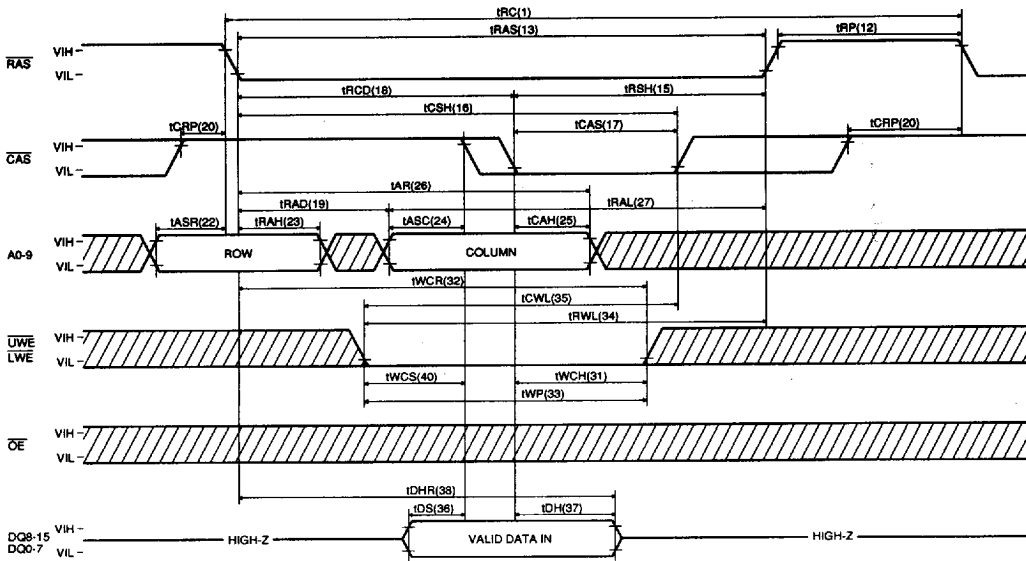 tRC(1)
tRAS(13)
tRP(12)
RAS
VIH
VIL
tRCD(18)
tRSH(15)
tCSH(16)
tCRP(20)
tCAS(17)
tCRP(20)
CAS
VIH
VIL
tAR(26)
tRAD(19)
tRAL(27)
tASR(22)
tRAH(23)
tASC(24)
tCAH(25)
A0-9
VIH
VIL
ROW
COLUMN
tWCR(32)
tCWL(35)
tRWL(34)
UWE
LWE
VIH
VIL
tWCS(40)
tWCH(31)
tWP(33)
OE
VIH
VIL
tDHR(38)
tDS(36)
tDH(37)
DQ8-15
DQ0-7
VIH
VIL
HIGH-Z
VALID DATA IN
HIGH-Z